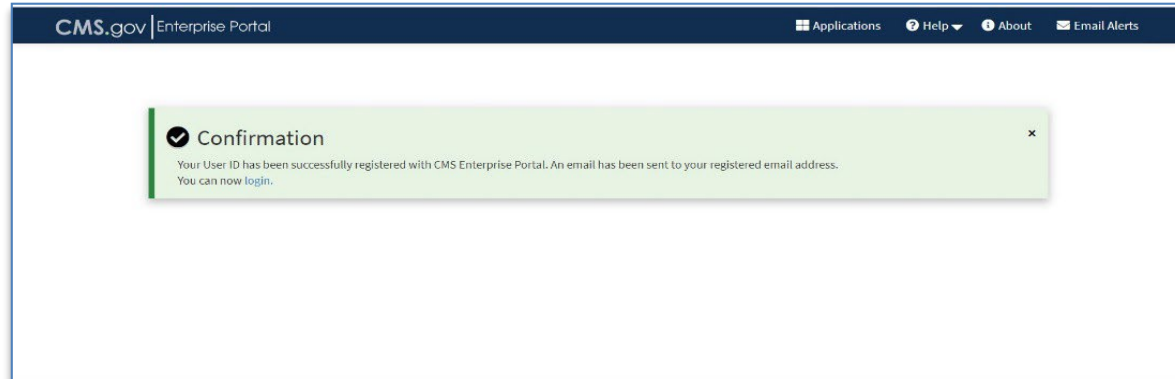 CMS.gov Enterprise Portal
Applications Help About Email Alerts
Confirmation
Your User ID has been successfully registered with CMS Enterprise Portal. An email has been sent to your registered email address.
You can now login.